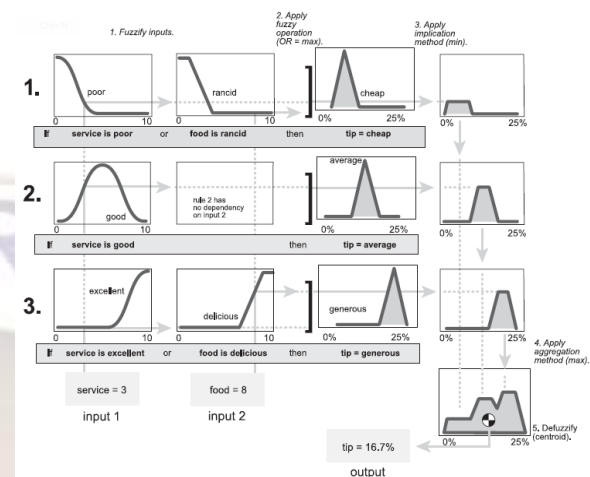 1. Fuzzify inputs.
2. Apply
fuzzy
operation
(OR = max).
3. Apply
implication
method (min).
1.
poor
rancid
cheap
0 10 0 10 0% 25% 0% 25%
If service is poor or food is rancid then tip = cheap
2.
good
rule 2 has
no dependency
on input 2
average
0 10 0% 25% 0% 25%
If service is good then tip = average
3.
excellent
delicious
generous
0 10 0 10 0% 25% 0% 25%
If service is excellent or food is delicious then tip = generous
4. Apply
aggregation
method (max).
service = 3
input 1
food = 8
input 2
0% 25%
5. Defuzzify
(centroid).
tip = 16.7%
output